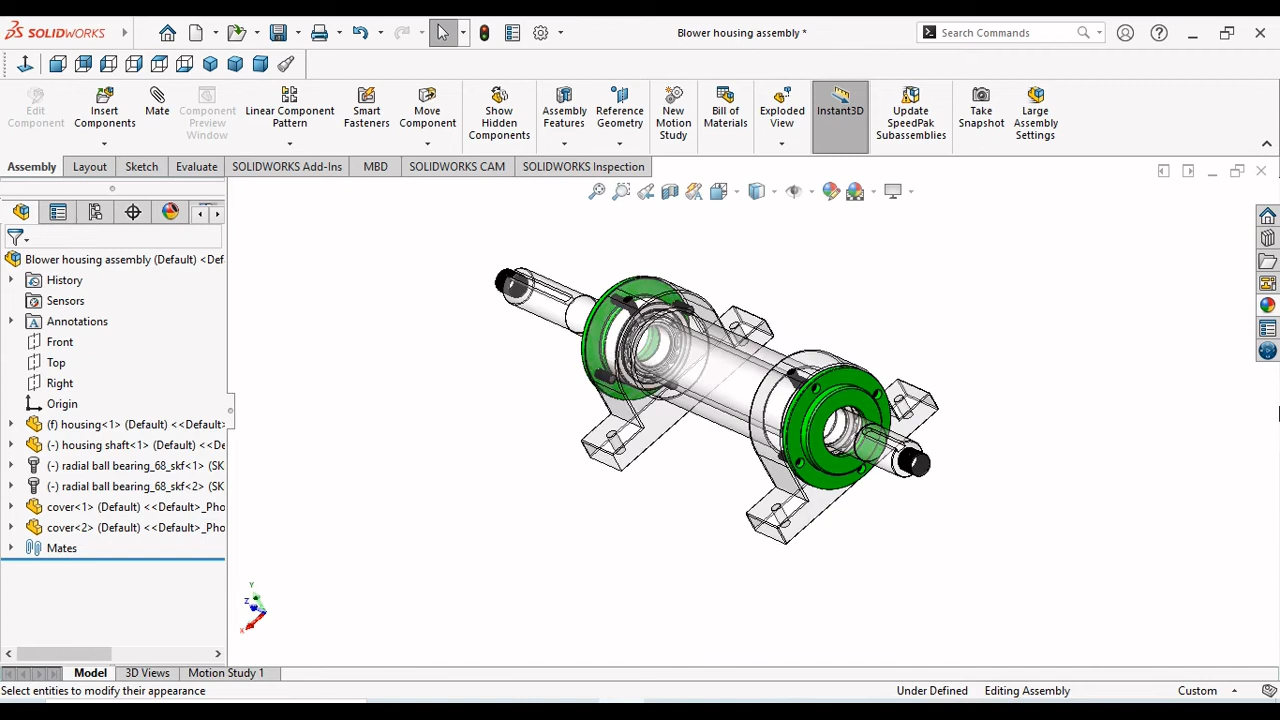 SOLIDWORKS
Blower housing assembly *
Search Commands
Edit
Component
Insert
Components
Mate
Component
Preview
Window
Linear Component
Pattern
Smart
Fasteners
Move
Component
Show
Hidden
Components
Assembly
Features
Reference
Geometry
New
Motion
Study
Bill of
Materials
Exploded
View
Instant3D
Update
SpeedPak
Subassemblies
Take
Snapshot
Large
Assembly
Settings
Assembly
Layout
Sketch
Evaluate
SOLIDWORKS Add-Ins
MBD
SOLIDWORKS CAM
SOLIDWORKS Inspection
Blower housing assembly (Default) <Def
History
Sensors
Annotations
Front
Top
Right
Origin
(f) housing<1> (Default) <<Default>
(-) housing shaft<1> (Default) <<De
(-) radial ball bearing_68_skf<1> (SK
(-) radial ball bearing_68_skf<2> (SK
cover<1> (Default) <<Default>_Pho
cover<2> (Default) <<Default>_Pho
Mates
Y
Z
X
Model
3D Views
Motion Study 1
Select entities to modify their appearance
Under Defined
Editing Assembly
Custom